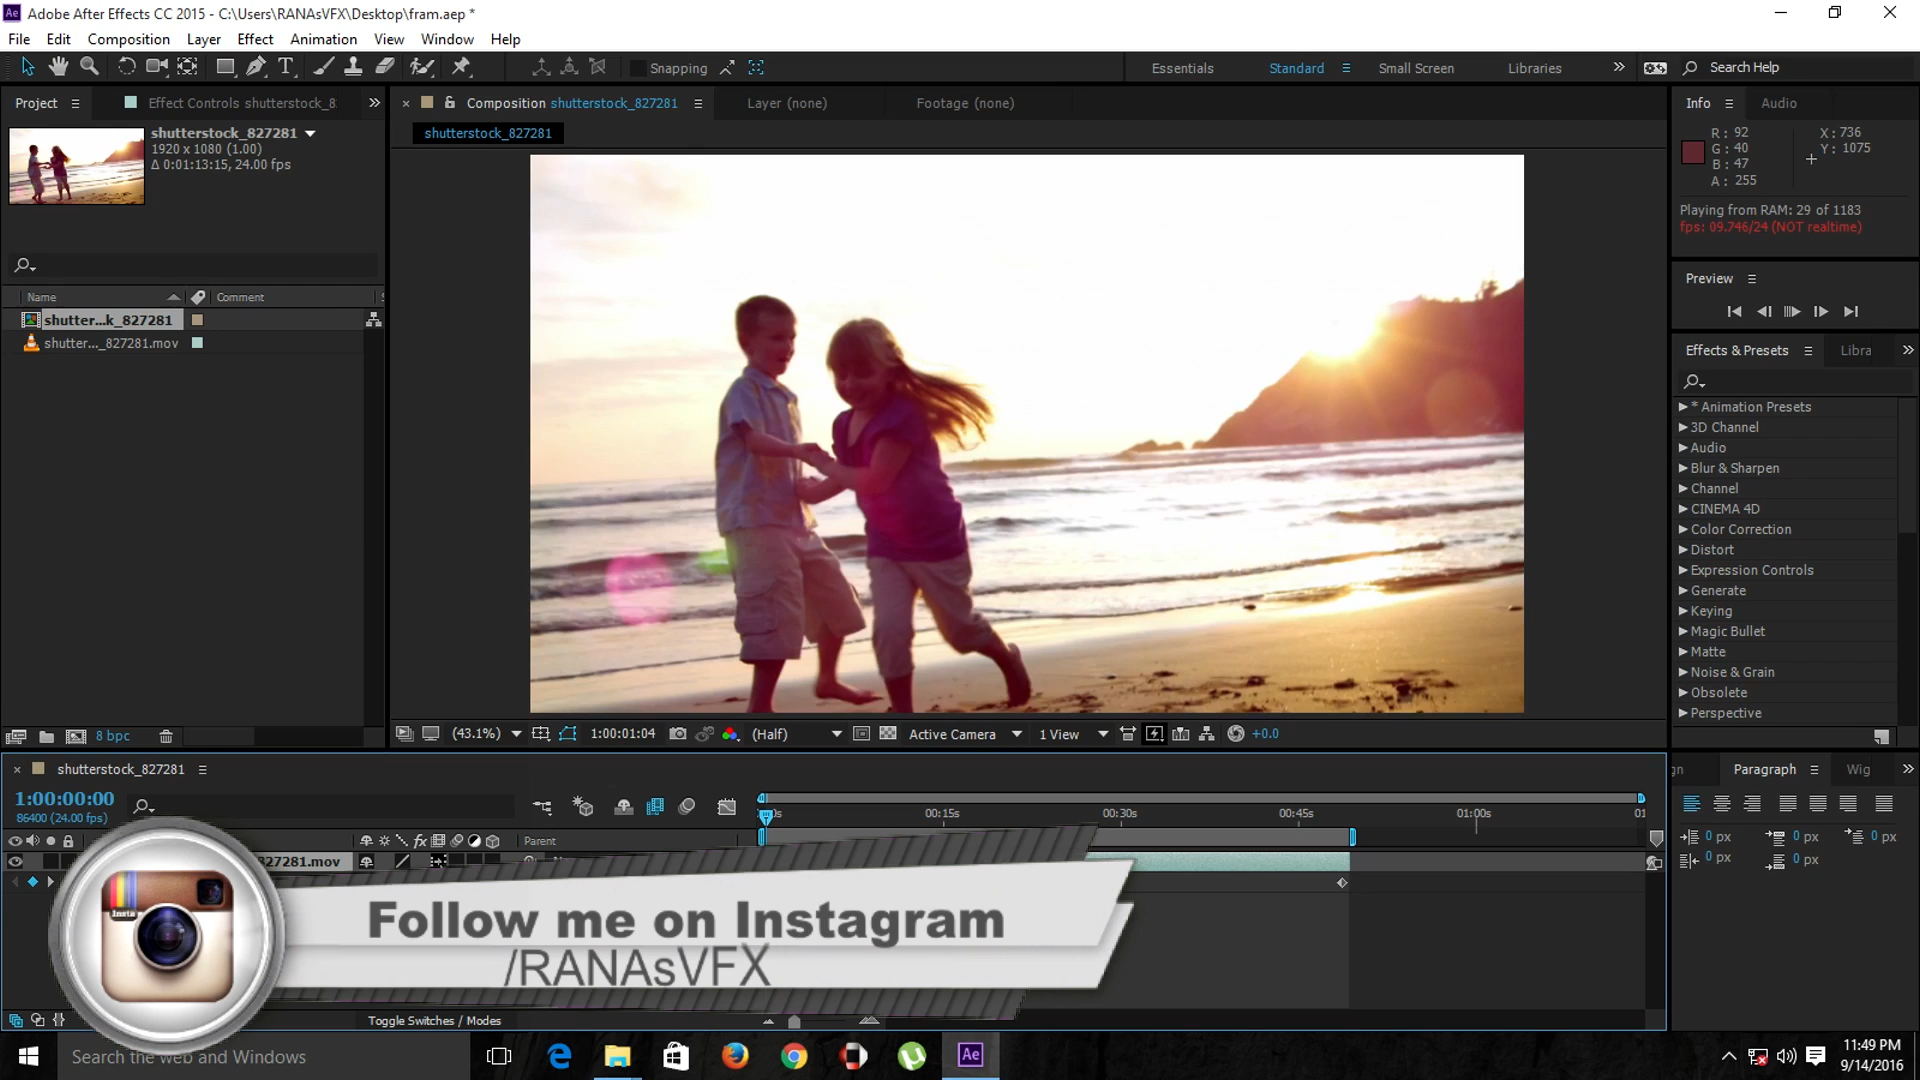 Adobe After Effects CC 2015 - C:\Users\RANAsVFX\Desktop\fram.aep *
File Edit Composition Layer Effect Animation View Window Help
Snapping
Essentials Standard Small Screen Libraries Search Help
Project Effect Controls shutterstock_8
Composition shutterstock_827281 Layer (none) Footage (none)
Info Audio
shutterstock_827281
1920 x 1080 (1.00)
Δ 0:01:13:15, 24.00 fps
shutterstock_827281
R: 92
G: 40
B: 47
A: 255
X: 736
Y: 1075
Playing from RAM: 29 of 1183
fps: 09.746/24 (NOT realtime)
Preview
Name Comment
shutter...k_827281
shutter..._827281.mov
Effects & Presets Libra
* Animation Presets
3D Channel
Audio
Blur & Sharpen
Channel
CINEMA 4D
Color Correction
Distort
Expression Controls
Generate
Keying
Magic Bullet
Matte
Noise & Grain
Obsolete
Perspective
8 bpc
(43.1%) 1:00:01:04 (Half) Active Camera 1 View +0.0
shutterstock_827281
1:00:00:00
86400 (24.00 fps)
00:15s 00:30s 00:45s 01:00s
Parent
827281.mov
Paragraph Wig
0 px 0 px 0 px
0 px 0 px
Insta
Follow me on Instagram
/RANAsVFX
Toggle Switches / Modes
Search the web and Windows
Ae
11:49 PM
9/14/2016